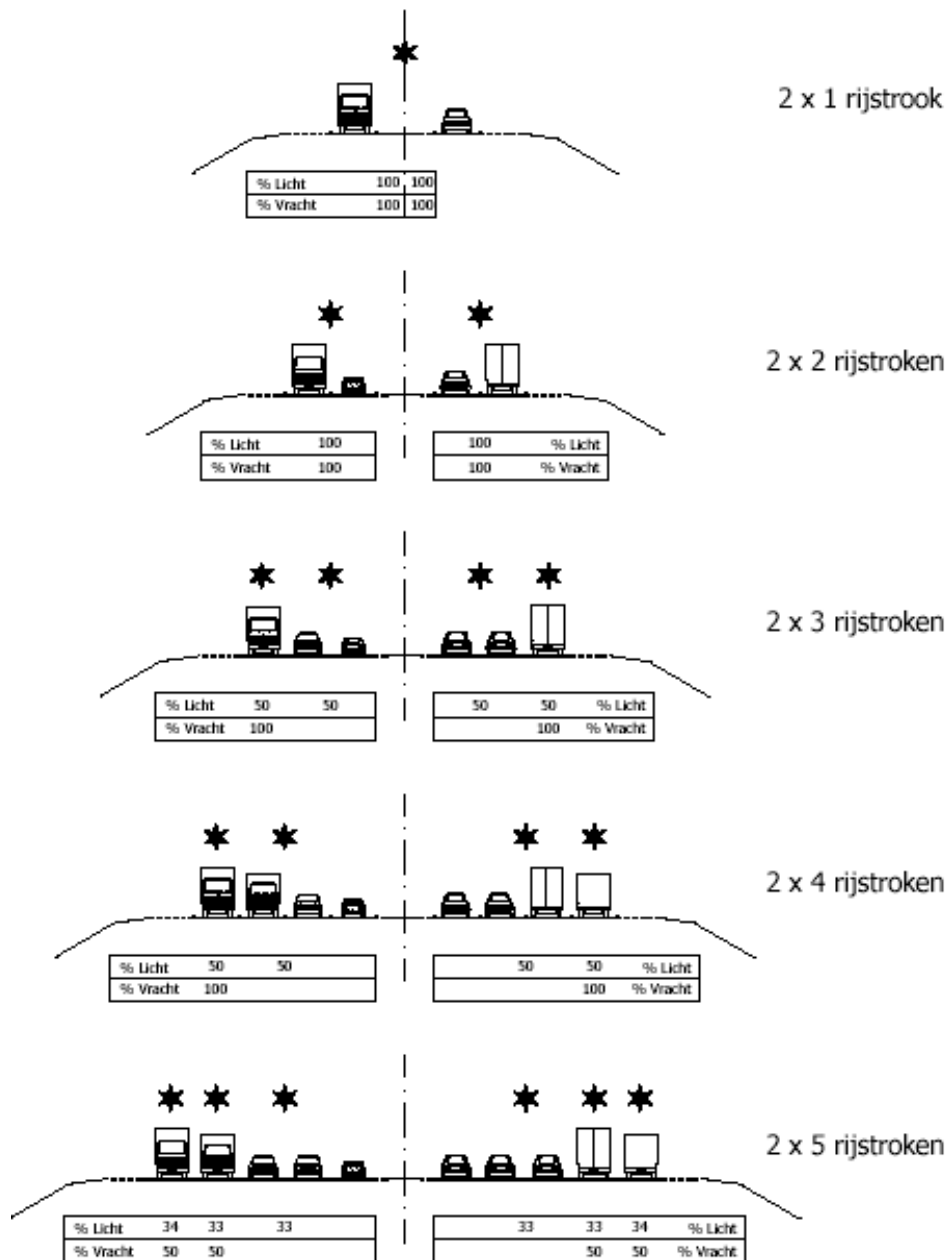 2 x 1 rijstrook
% Licht 100 100
% Vracht 100 100
2 x 2 rijstroken
% Licht 100 100 % Licht
% Vracht 100 100 % Vracht
2 x 3 rijstroken
% Licht 50 50 50 50 % Licht
% Vracht 100 100 % Vracht
2 x 4 rijstroken
% Licht 50 50 50 50 % Licht
% Vracht 100 100 % Vracht
2 x 5 rijstroken
% Licht 34 33 33 33 33 34 % Licht
% Vracht 50 50 50 50 % Vracht